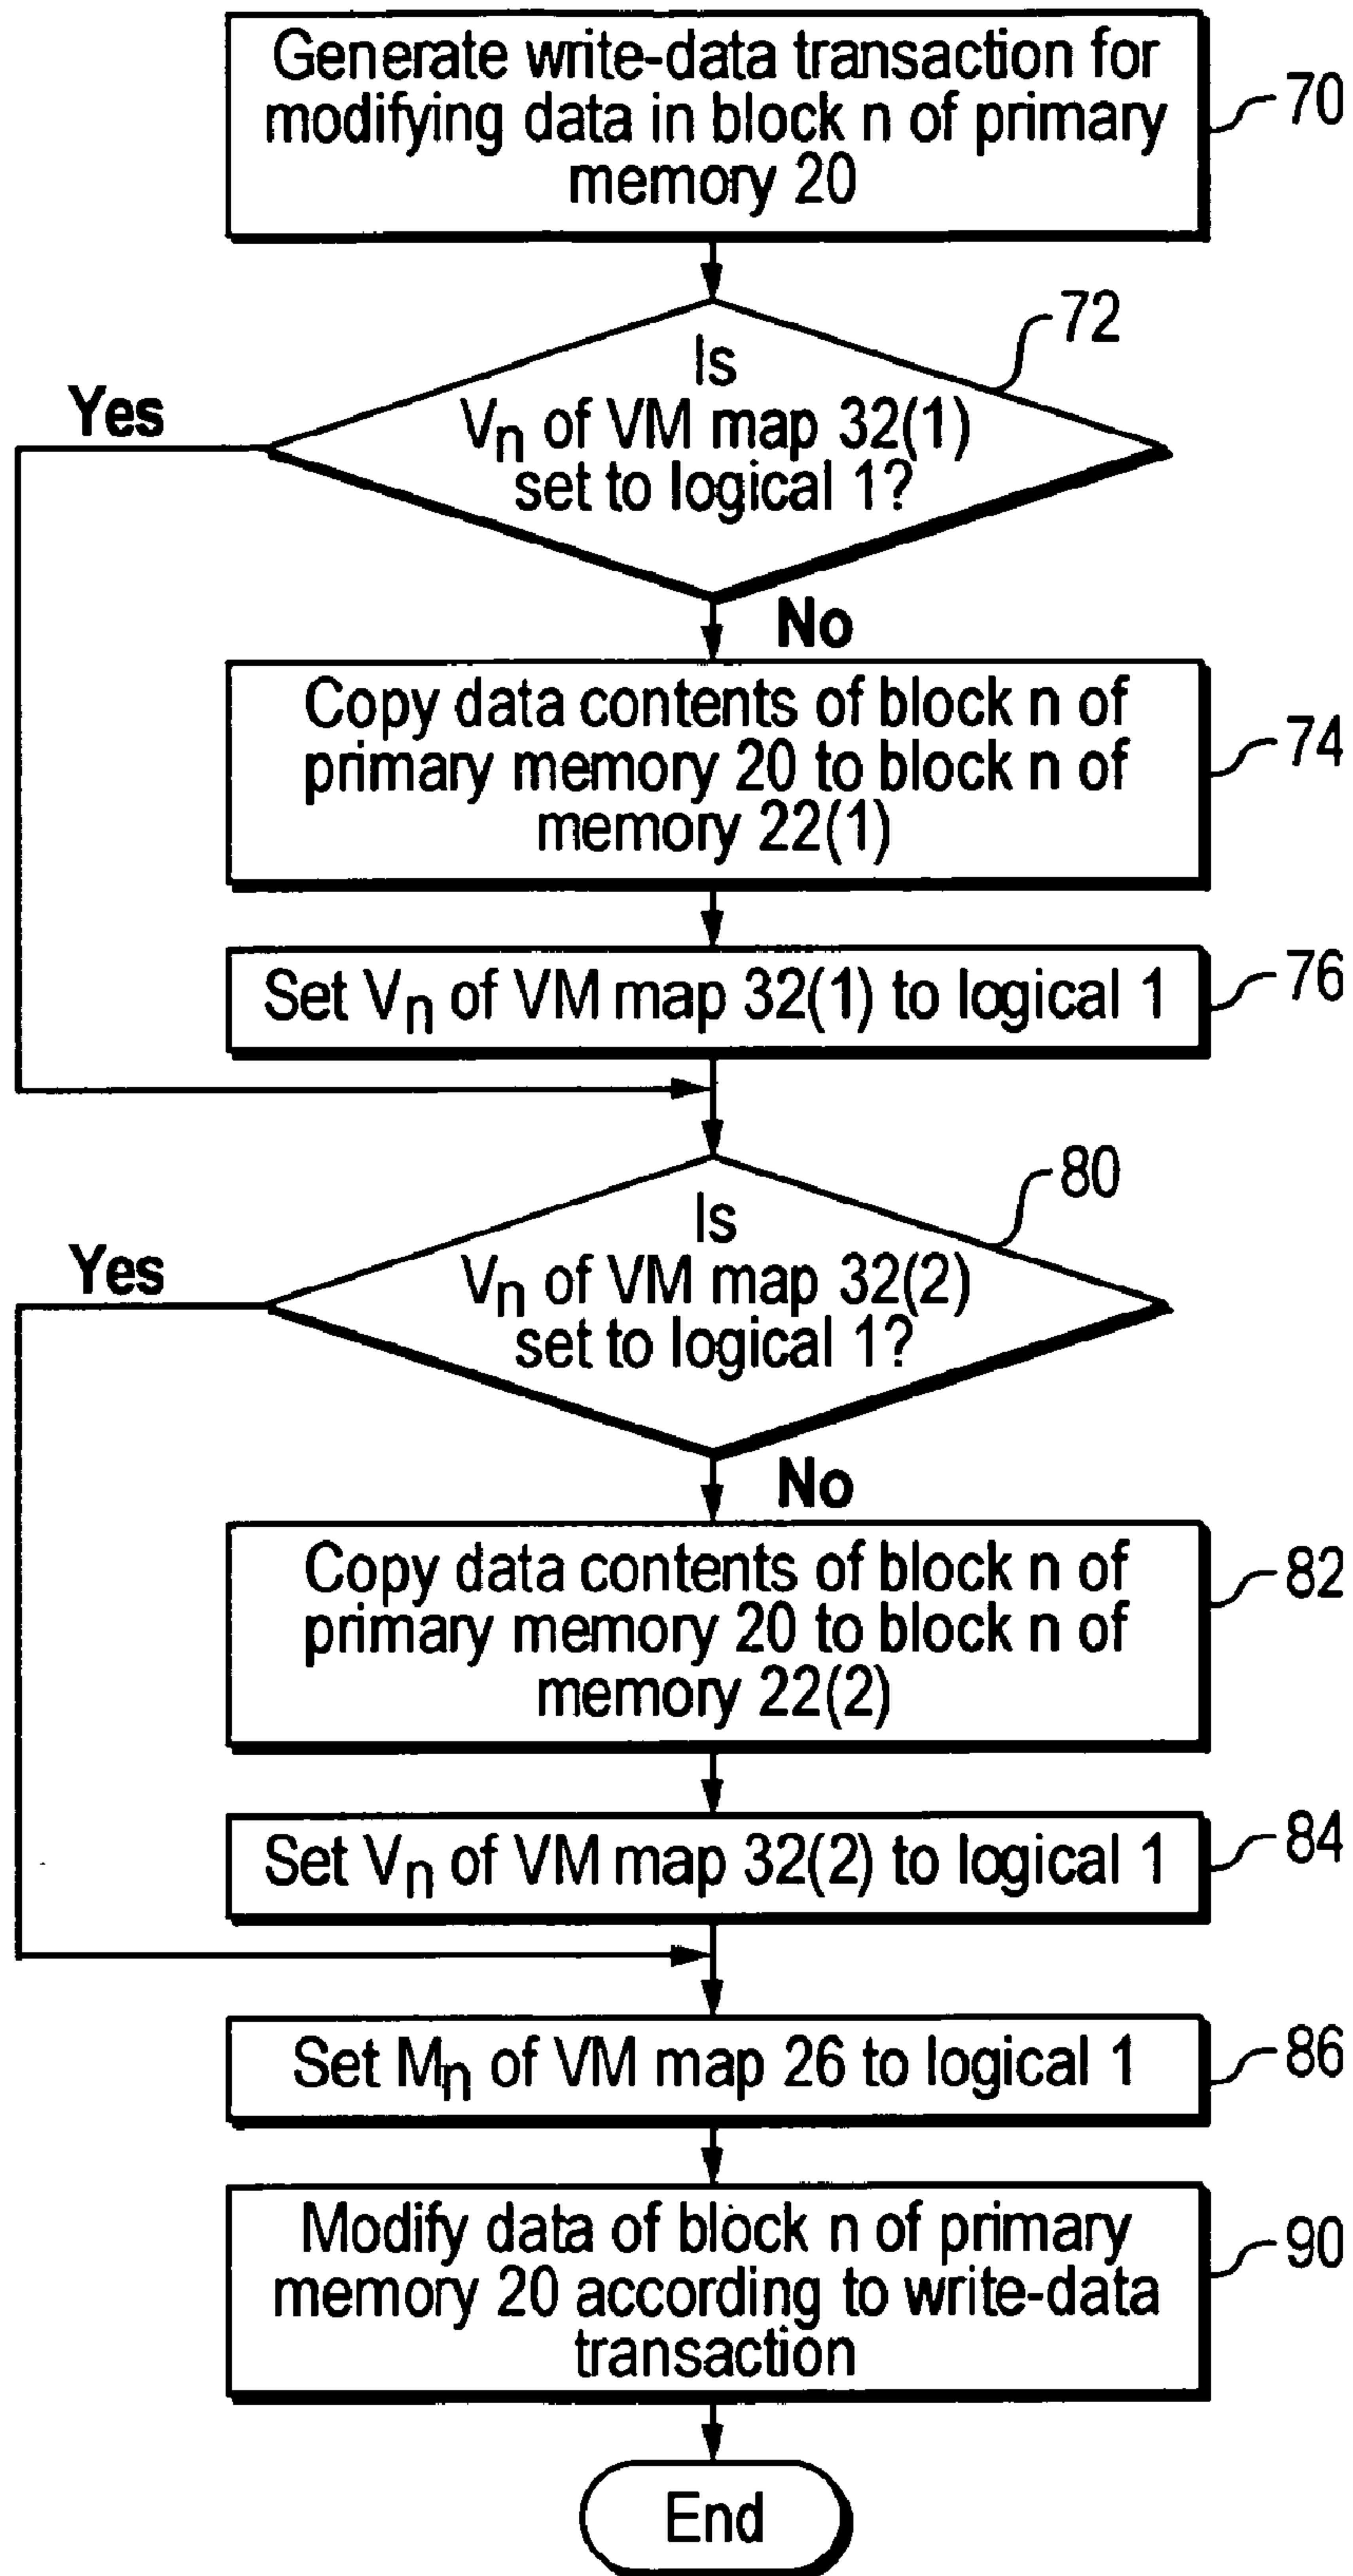 Generate write-data transaction for
modifying data in block n of primary
memory 20
70
72
Is
Vn of VM map 32(1)
set to logical 1?
Yes
No
Copy data contents of block n of
primary memory 20 to block n of
memory 22(1)
74
Set Vn of VM map 32(1) to logical 1
76
80
Is
Vn of VM map 32(2)
set to logical 1?
Yes
No
Copy data contents of block n of
primary memory 20 to block n of
memory 22(2)
82
Set Vn of VM map 32(2) to logical 1
84
Set Mn of VM map 26 to logical 1
86
Modify data of block n of primary
memory 20 according to write-data
transaction
90
End